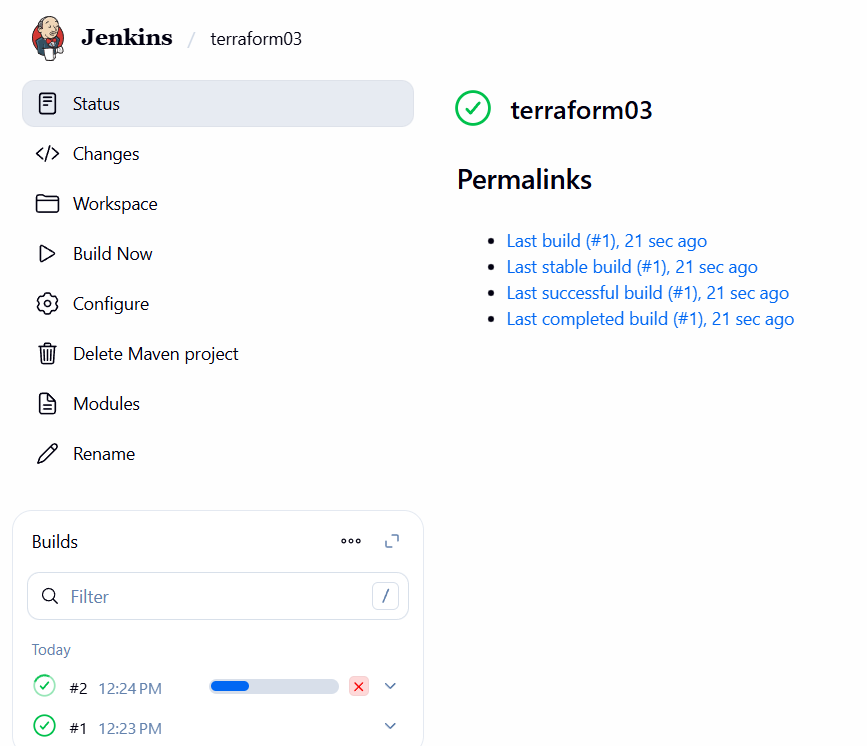 Jenkins / terraform03
Status
Changes
Workspace
Build Now
Configure
Delete Maven project
Modules
Rename
terraform03
Permalinks
Last build (#1), 21 sec ago
Last stable build (#1), 21 sec ago
Last successful build (#1), 21 sec ago
Last completed build (#1), 21 sec ago
Builds
Filter /
Today
#2 12:24 PM
#1 12:23 PM